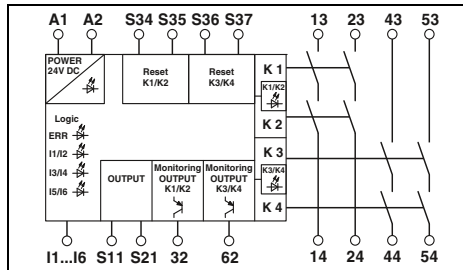 A1 A2 S34 S35 S36 S37 13 23 43 53
POWER
24V DC
Reset
K1/K2
Reset
K3/K4
K 1
K1/K2
K 2
Logic
ERR
I1/I2
I3/I4
I5/I6
K 3
K3/K4
K 4
OUTPUT
Monitoring
OUTPUT
K1/K2
Monitoring
OUTPUT
K3/K4
I1...I6 S11 S21 32 62 14 24 44 54